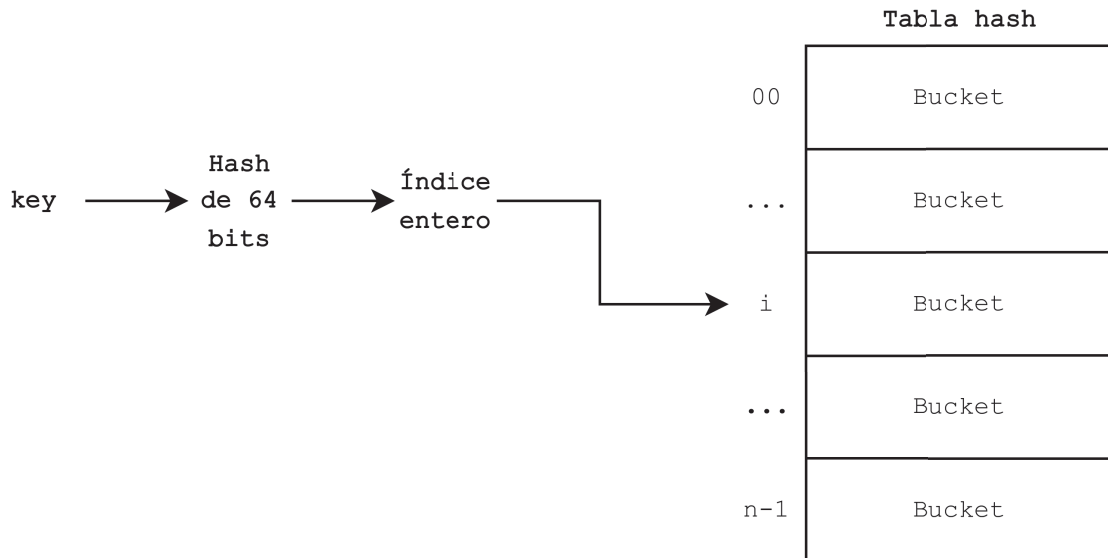 Tabla hash
00
Bucket
key
Hash
de 64
bits
Índice
entero
...
Bucket
i
Bucket
...
Bucket
n-1
Bucket